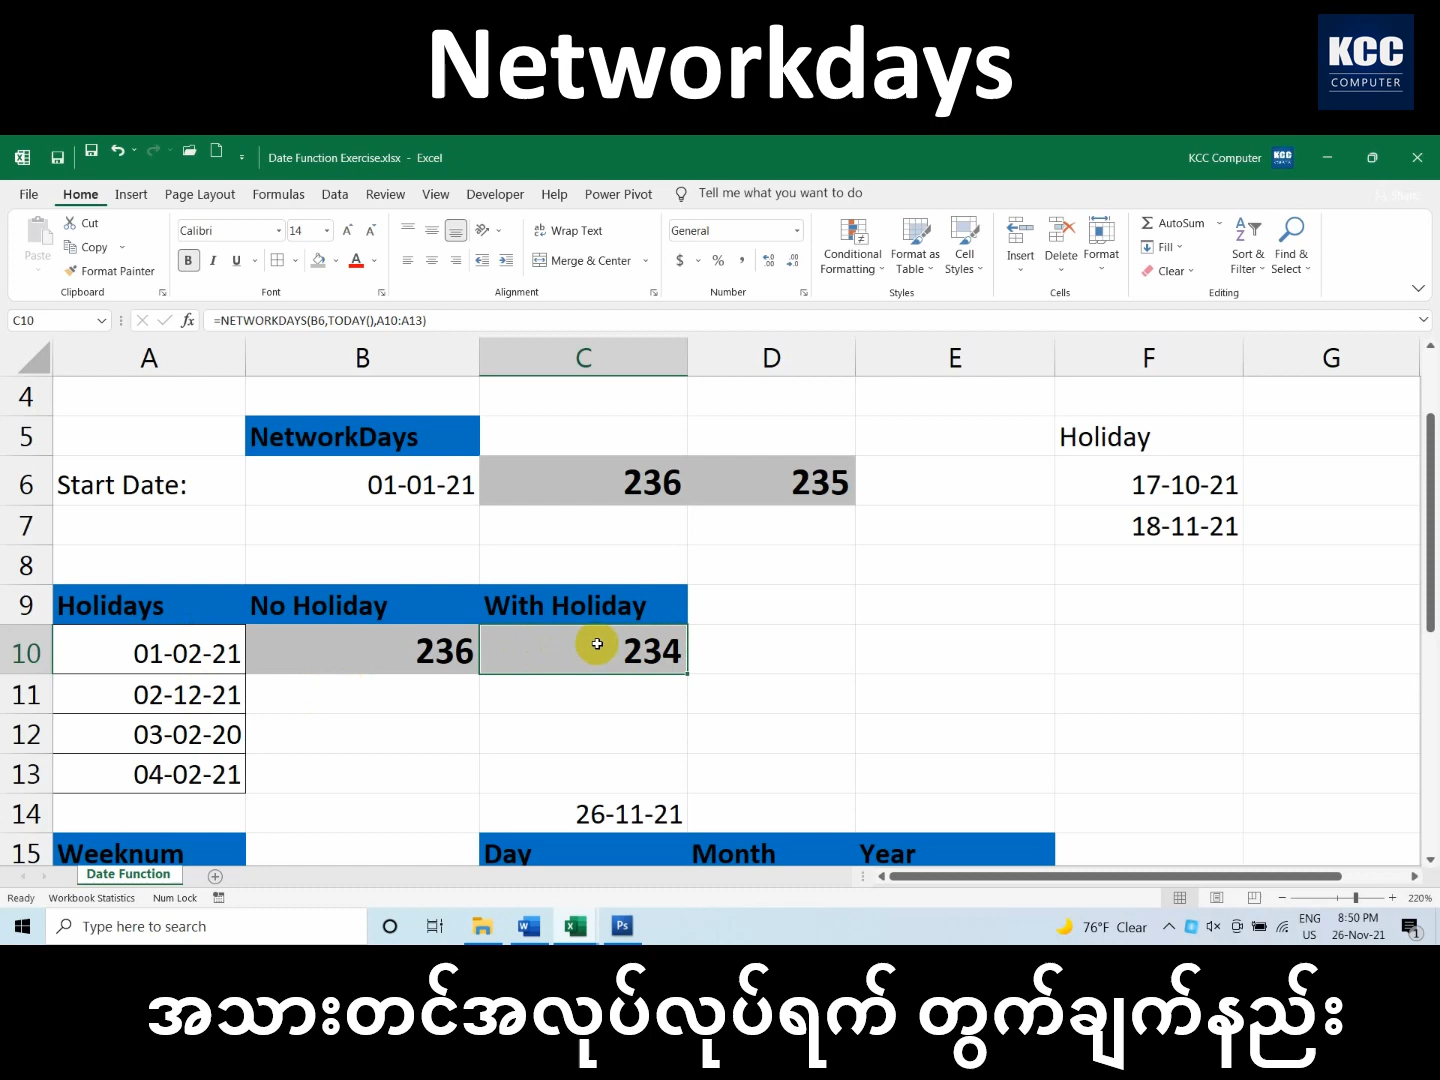 Networkdays
KCC
COMPUTER
Date Function Exercise.xlsx - Excel
KCC Computer
KCC
File Home Insert Page Layout Formulas Data Review View Developer Help Power Pivot Tell me what you want to do Share
Paste
Cut
Copy
Format Painter
Clipboard
Calibri 14
B I U
Font
Wrap Text
Merge & Center
Alignment
General
$ % ,
Number
Conditional Formatting
Format as Table
Cell Styles
Styles
Insert Delete Format
Cells
AutoSum
Fill
Clear
Sort & Filter
Find & Select
Editing
C10 fx =NETWORKDAYS(B6,TODAY(),A10:A13)
A B C D E F G
4
5 NetworkDays Holiday
6 Start Date: 01-01-21 236 235 17-10-21
7 18-11-21
8
9 Holidays No Holiday With Holiday
10 01-02-21 236 234
11 02-12-21
12 03-02-20
13 04-02-21
14 26-11-21
15 Weeknum Day Month Year
Date Function
Ready Workbook Statistics Num Lock 220%
Type here to search
76°F Clear
ENG
US
8:50 PM
26-Nov-21
1
အသားတင်အလုပ်လုပ်ရက် တွက်ချက်နည်း